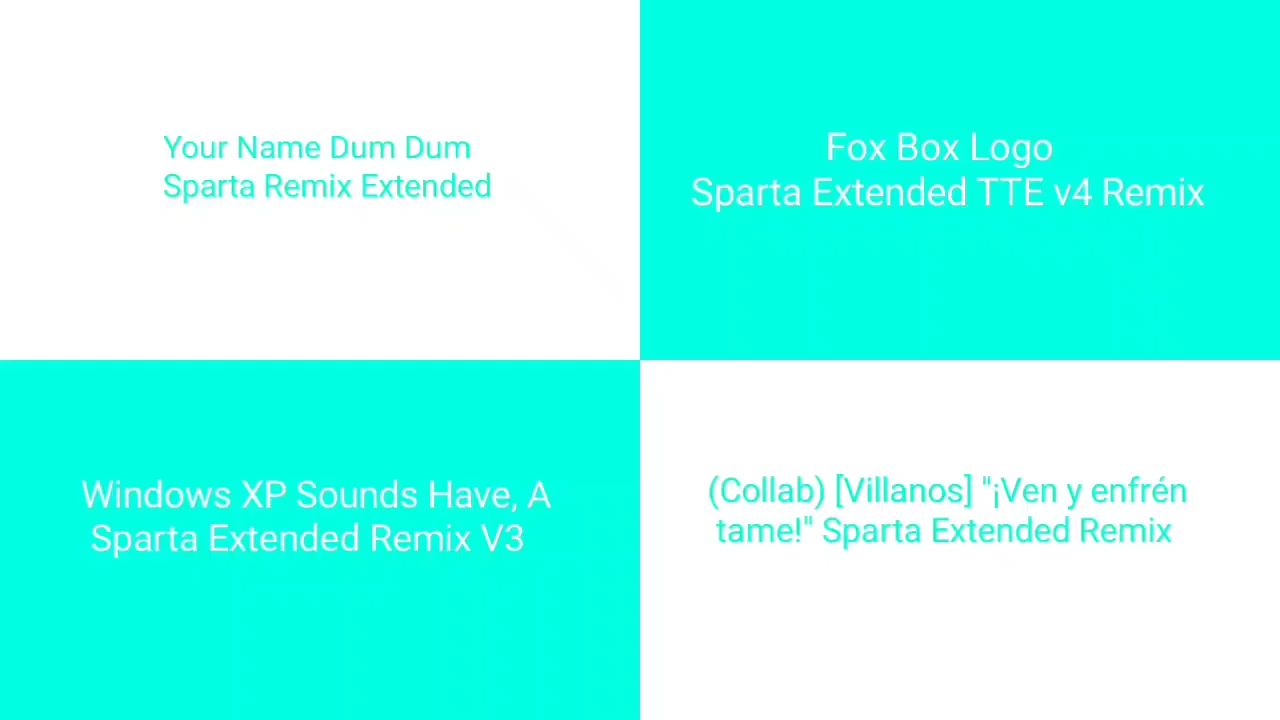 Your Name Dum Dum
Sparta Remix Extended
Fox Box Logo
Sparta Extended TTE v4 Remix
Windows XP Sounds Have, A
Sparta Extended Remix V3
(Collab) [Villanos] "¡Ven y enfrén
tame!" Sparta Extended Remix